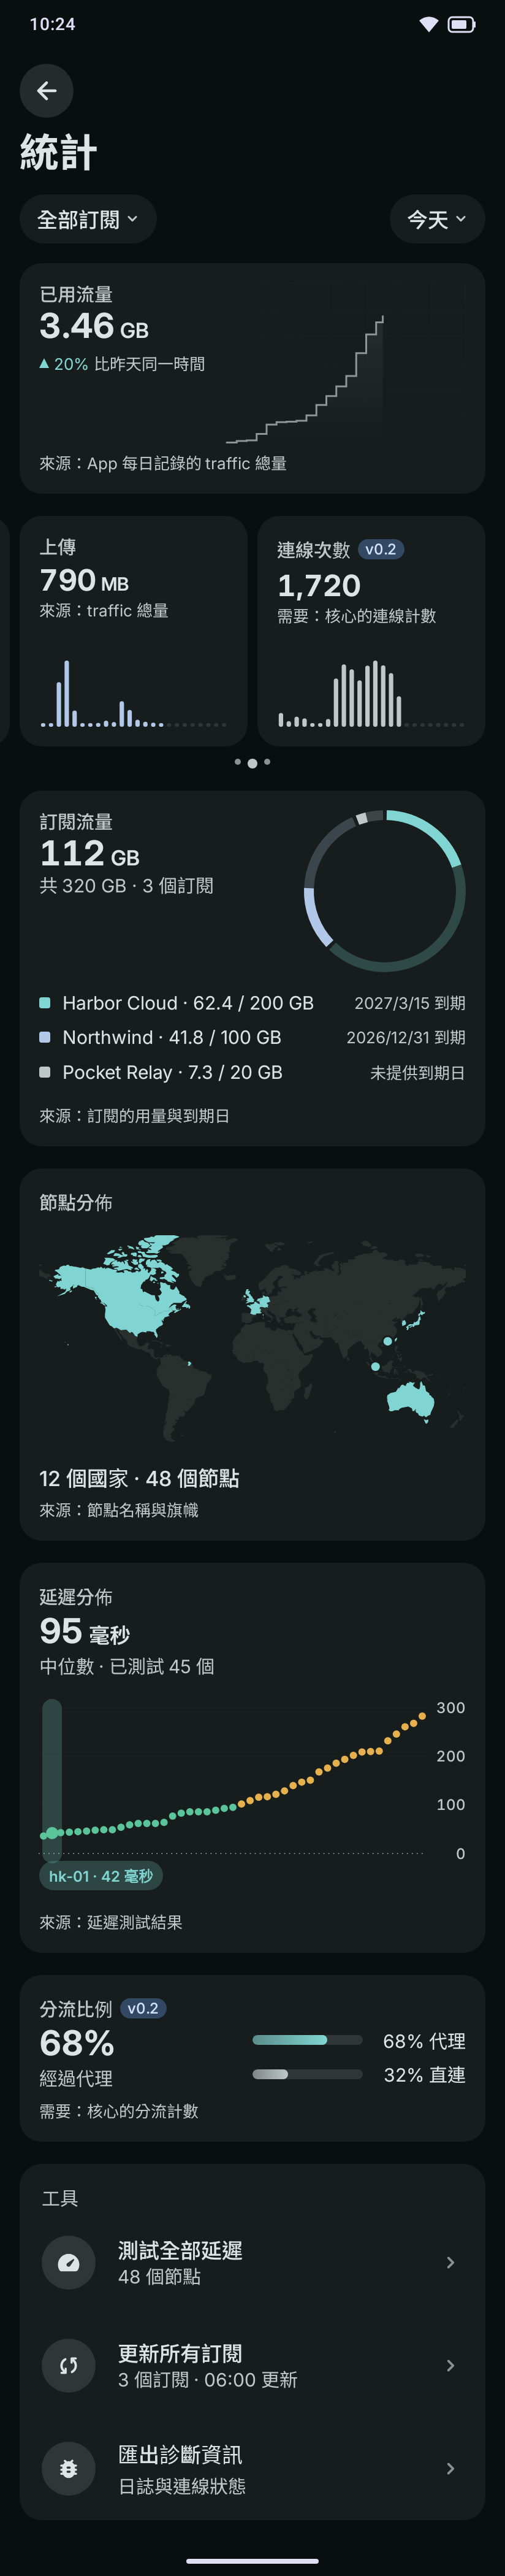 10:24
統計
全部訂閱
今天
已用流量
3.46 GB
20% 比昨天同一時間
來源：App 每日記錄的 traffic 總量
上傳
790 MB
來源：traffic 總量
連線次數 v0.2
1,720
需要：核心的連線計數
訂閱流量
112 GB
共 320 GB · 3 個訂閱
Harbor Cloud · 62.4 / 200 GB 2027/3/15 到期
Northwind · 41.8 / 100 GB 2026/12/31 到期
Pocket Relay · 7.3 / 20 GB 未提供到期日
來源：訂閱的用量與到期日
節點分佈
12 個國家 · 48 個節點
來源：節點名稱與旗幟
延遲分佈
95 毫秒
中位數 · 已測試 45 個
300
200
100
0
hk-01 · 42 毫秒
來源：延遲測試結果
分流比例 v0.2
68%
經過代理
需要：核心的分流計數
68% 代理
32% 直連
工具
測試全部延遲
48 個節點
更新所有訂閱
3 個訂閱 · 06:00 更新
匯出診斷資訊
日誌與連線狀態